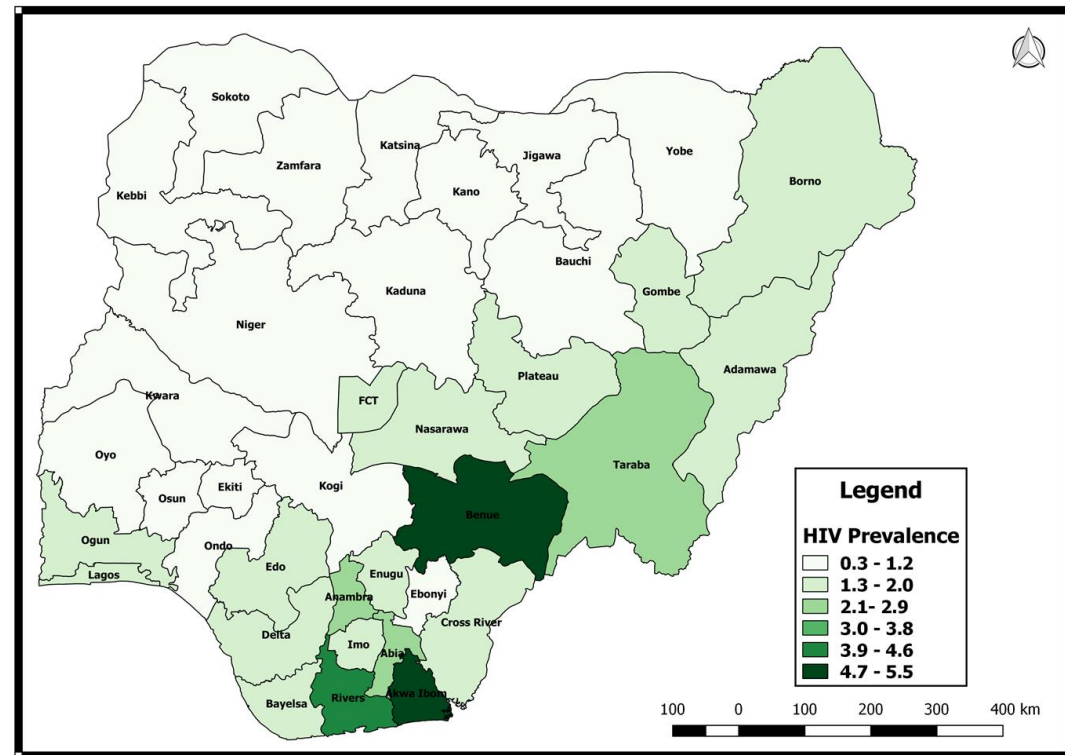 Sokoto
Katsina
Yobe
Jigawa
Zamfara
Borno
Kano
Kebbi
Bauchi
Kaduna
Gombe
Niger
Adamawa
Plateau
FCT
Kwara
Nasarawa
Oyo
Taraba
Ekiti
Kogi
Osun
Benue
Ogun
Ondo
Edo
Enugu
Lagos
Ebonyi
Anambra
Cross River
Delta
Imo
Abia
Akwa Ibom
Rivers
Bayelsa
Legend
HIV Prevalence
0.3 - 1.2
1.3 - 2.0
2.1- 2.9
3.0 - 3.8
3.9 - 4.6
4.7 - 5.5
100 0 100 200 300 400 km